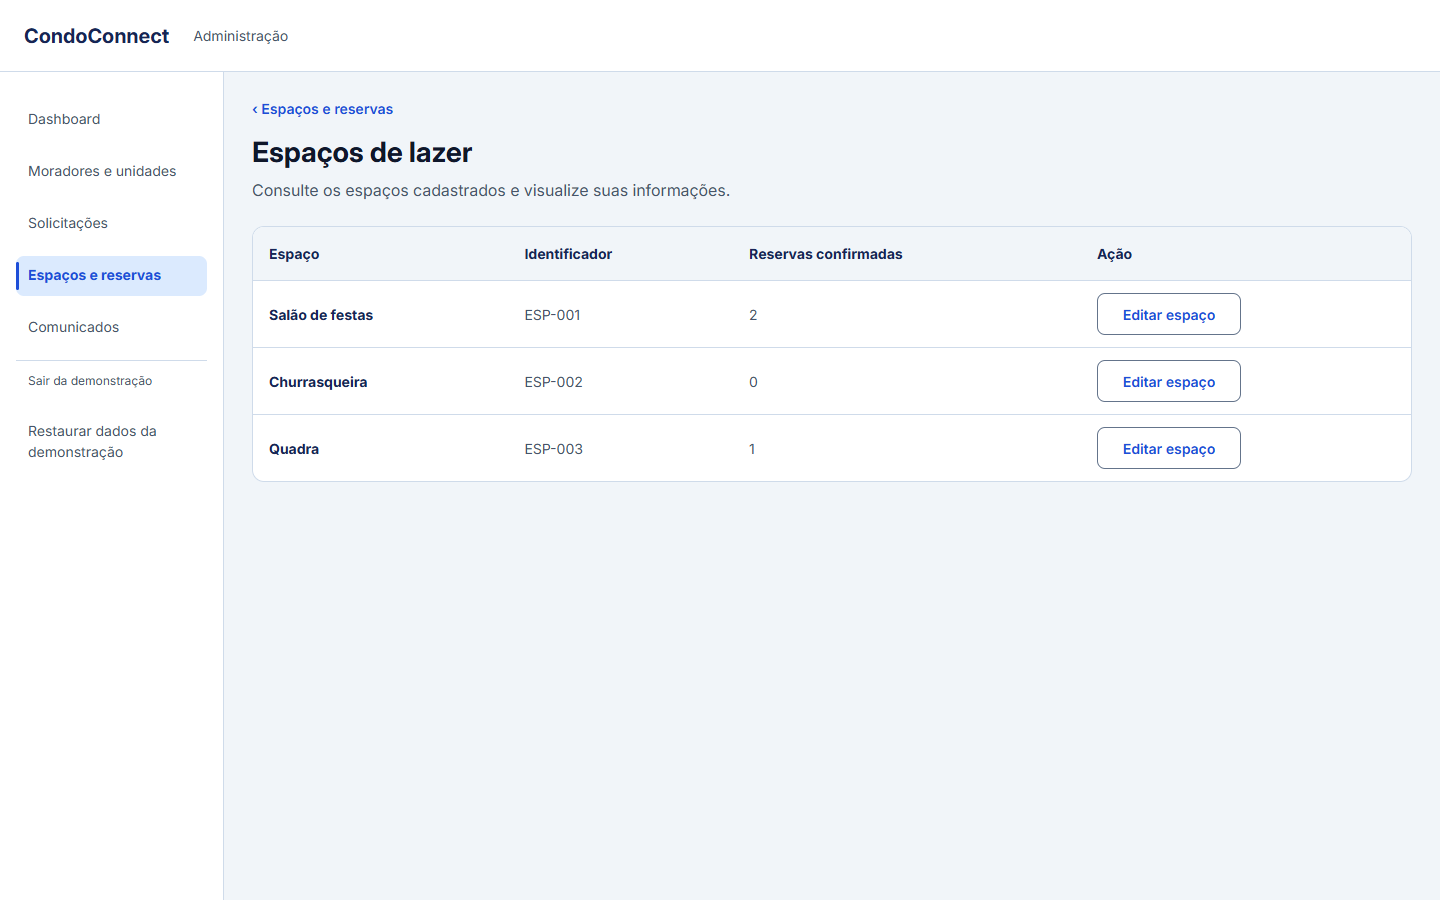 CondoConnect Administração
Dashboard
Moradores e unidades
Solicitações
Espaços e reservas
Comunicados
Sair da demonstração
Restaurar dados da
demonstração
‹ Espaços e reservas
Espaços de lazer
Consulte os espaços cadastrados e visualize suas informações.
Espaço Identificador Reservas confirmadas Ação
Salão de festas ESP-001 2 Editar espaço
Churrasqueira ESP-002 0 Editar espaço
Quadra ESP-003 1 Editar espaço